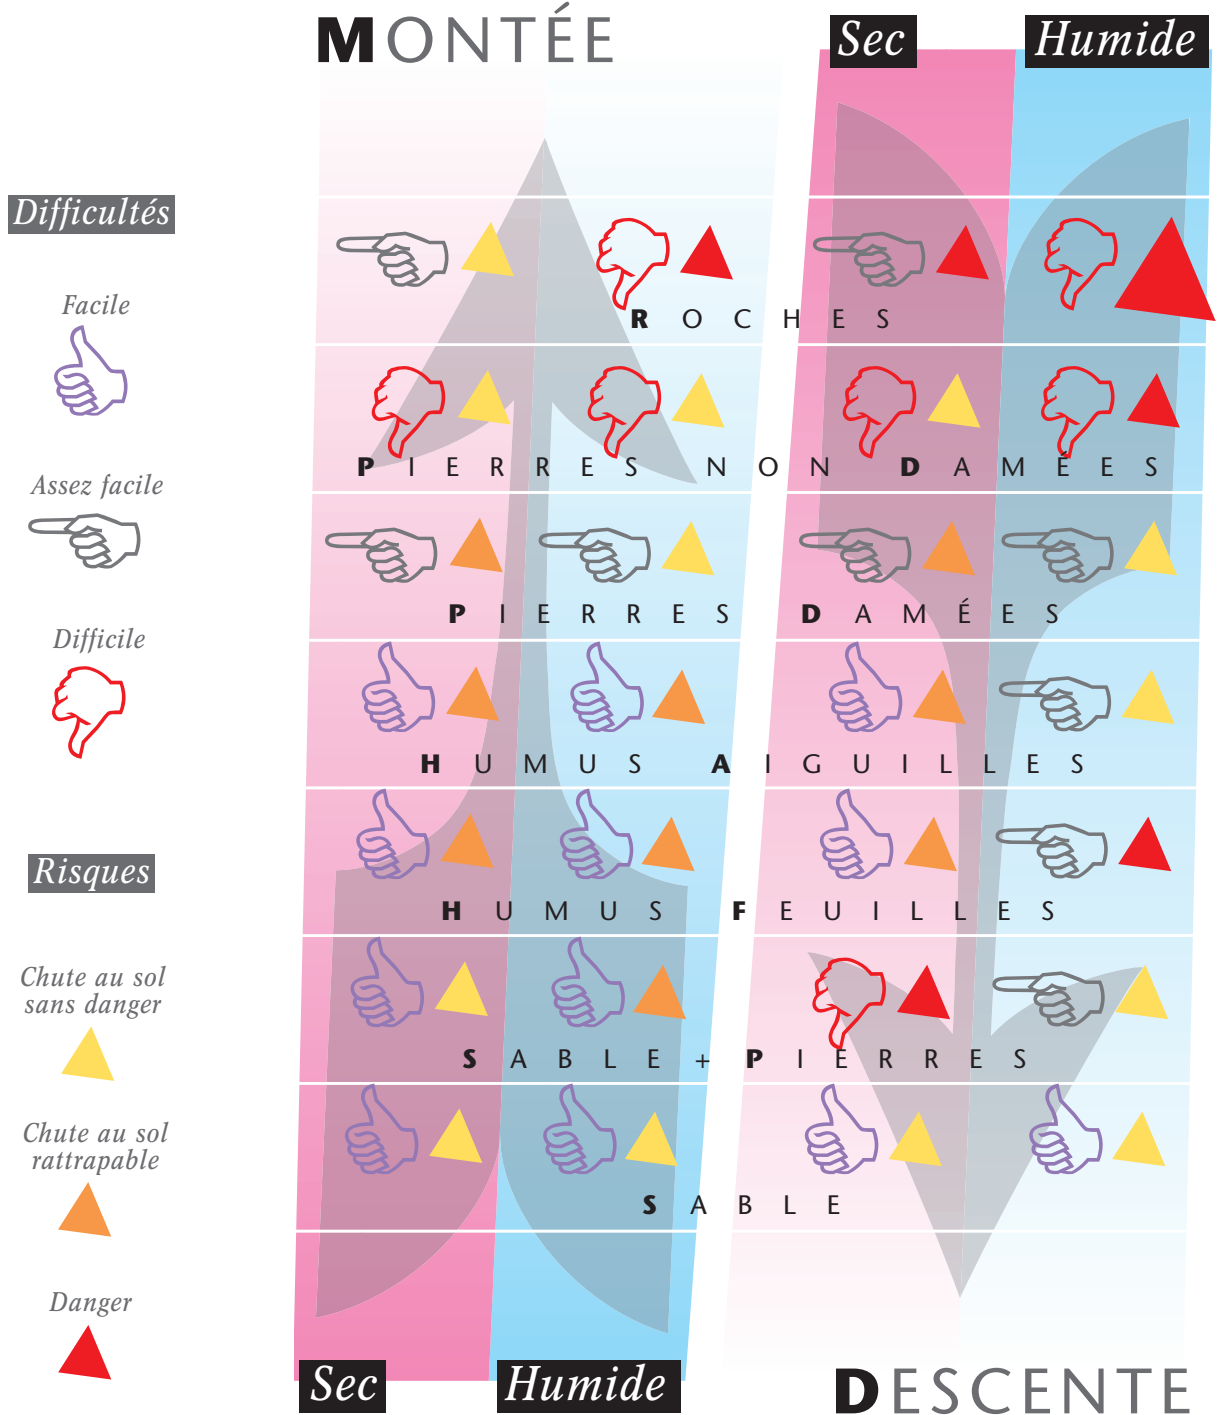 MONTÉE
Sec
Humide
Difficultés
Facile
ROCHES
Assez facile
PIERRES NON DAMÉES
Difficile
PIERRES DAMÉES
HUMUS AIGUILLES
Risques
HUMUS FEUILLES
Chute au sol
sans danger
SABLE + PIERRES
Chute au sol
rattrapable
SABLE
Danger
Sec
Humide
DESCENTE